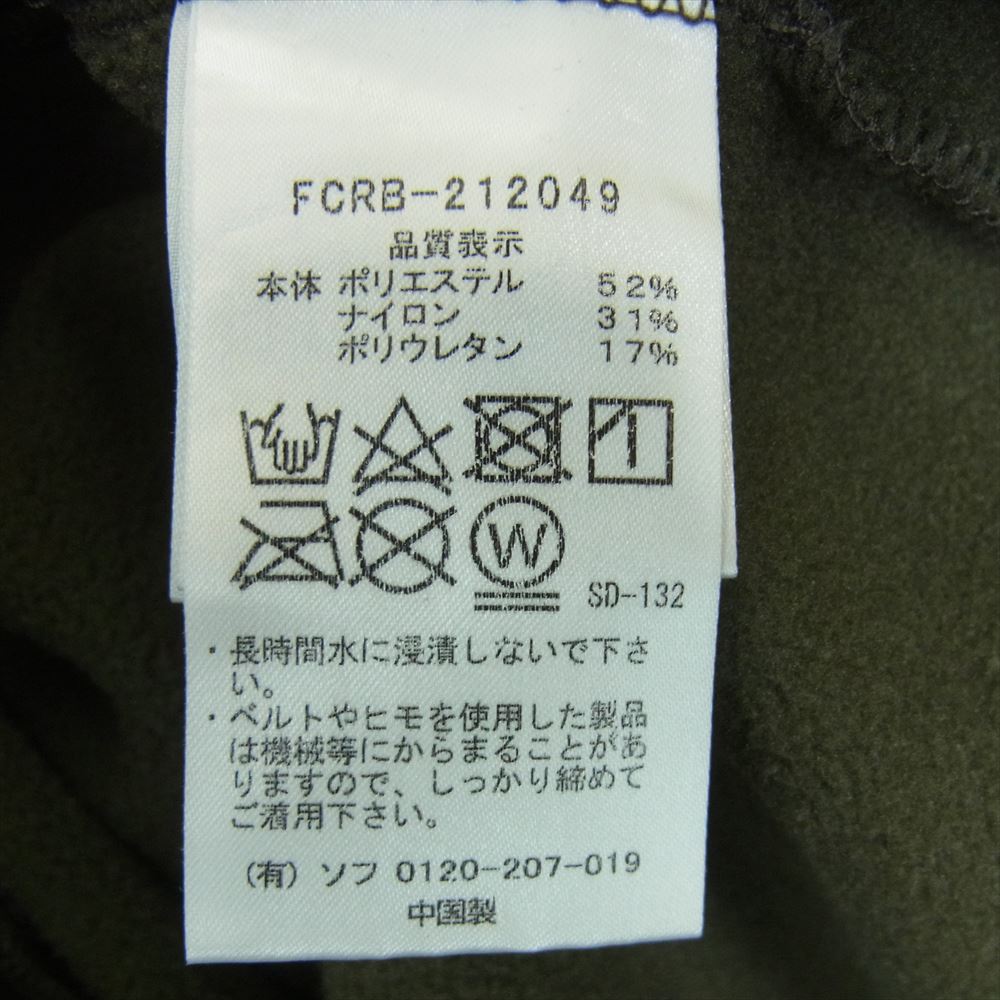 FCRB-212049
品質表示
本体 ポリエステル 52%
ナイロン 31%
ポリウレタン 17%
W
SD-132
・長時間水に浸漬しないで下さ
い。
・ベルトやヒモを使用した製品
は機械等にからまることがあ
りますので、しっかり締めて
ご着用下さい。
(有) ソフ 0120-207-019
中国製